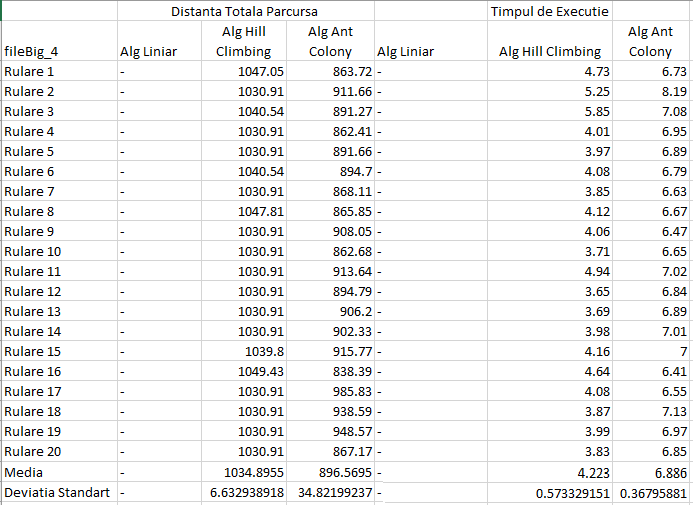 Distanta Totala Parcursa Timpul de Executie
fileBig_4 Alg Liniar Alg Hill Climbing Alg Ant Colony Alg Liniar Alg Hill Climbing Alg Ant Colony
Rulare 1 - 1047.05 863.72 - 4.73 6.73
Rulare 2 - 1030.91 911.66 - 5.25 8.19
Rulare 3 - 1040.54 891.27 - 5.85 7.08
Rulare 4 - 1030.91 862.41 - 4.01 6.95
Rulare 5 - 1030.91 891.66 - 3.97 6.89
Rulare 6 - 1040.54 894.7 - 4.08 6.79
Rulare 7 - 1030.91 868.11 - 3.85 6.63
Rulare 8 - 1047.81 865.85 - 4.12 6.67
Rulare 9 - 1030.91 908.05 - 4.06 6.47
Rulare 10 - 1030.91 862.68 - 3.71 6.65
Rulare 11 - 1030.91 913.64 - 4.94 7.02
Rulare 12 - 1030.91 894.79 - 3.65 6.84
Rulare 13 - 1030.91 906.2 - 3.69 6.89
Rulare 14 - 1030.91 902.33 - 3.98 7.01
Rulare 15 - 1039.8 915.77 - 4.16 7
Rulare 16 - 1049.43 838.39 - 4.64 6.41
Rulare 17 - 1030.91 985.83 - 4.08 6.55
Rulare 18 - 1030.91 938.59 - 3.87 7.13
Rulare 19 - 1030.91 948.57 - 3.99 6.97
Rulare 20 - 1030.91 867.17 - 3.83 6.85
Media - 1034.8955 896.5695 - 4.223 6.886
Deviatia Standart - 6.632938918 34.82199237 - 0.573329151 0.36795881